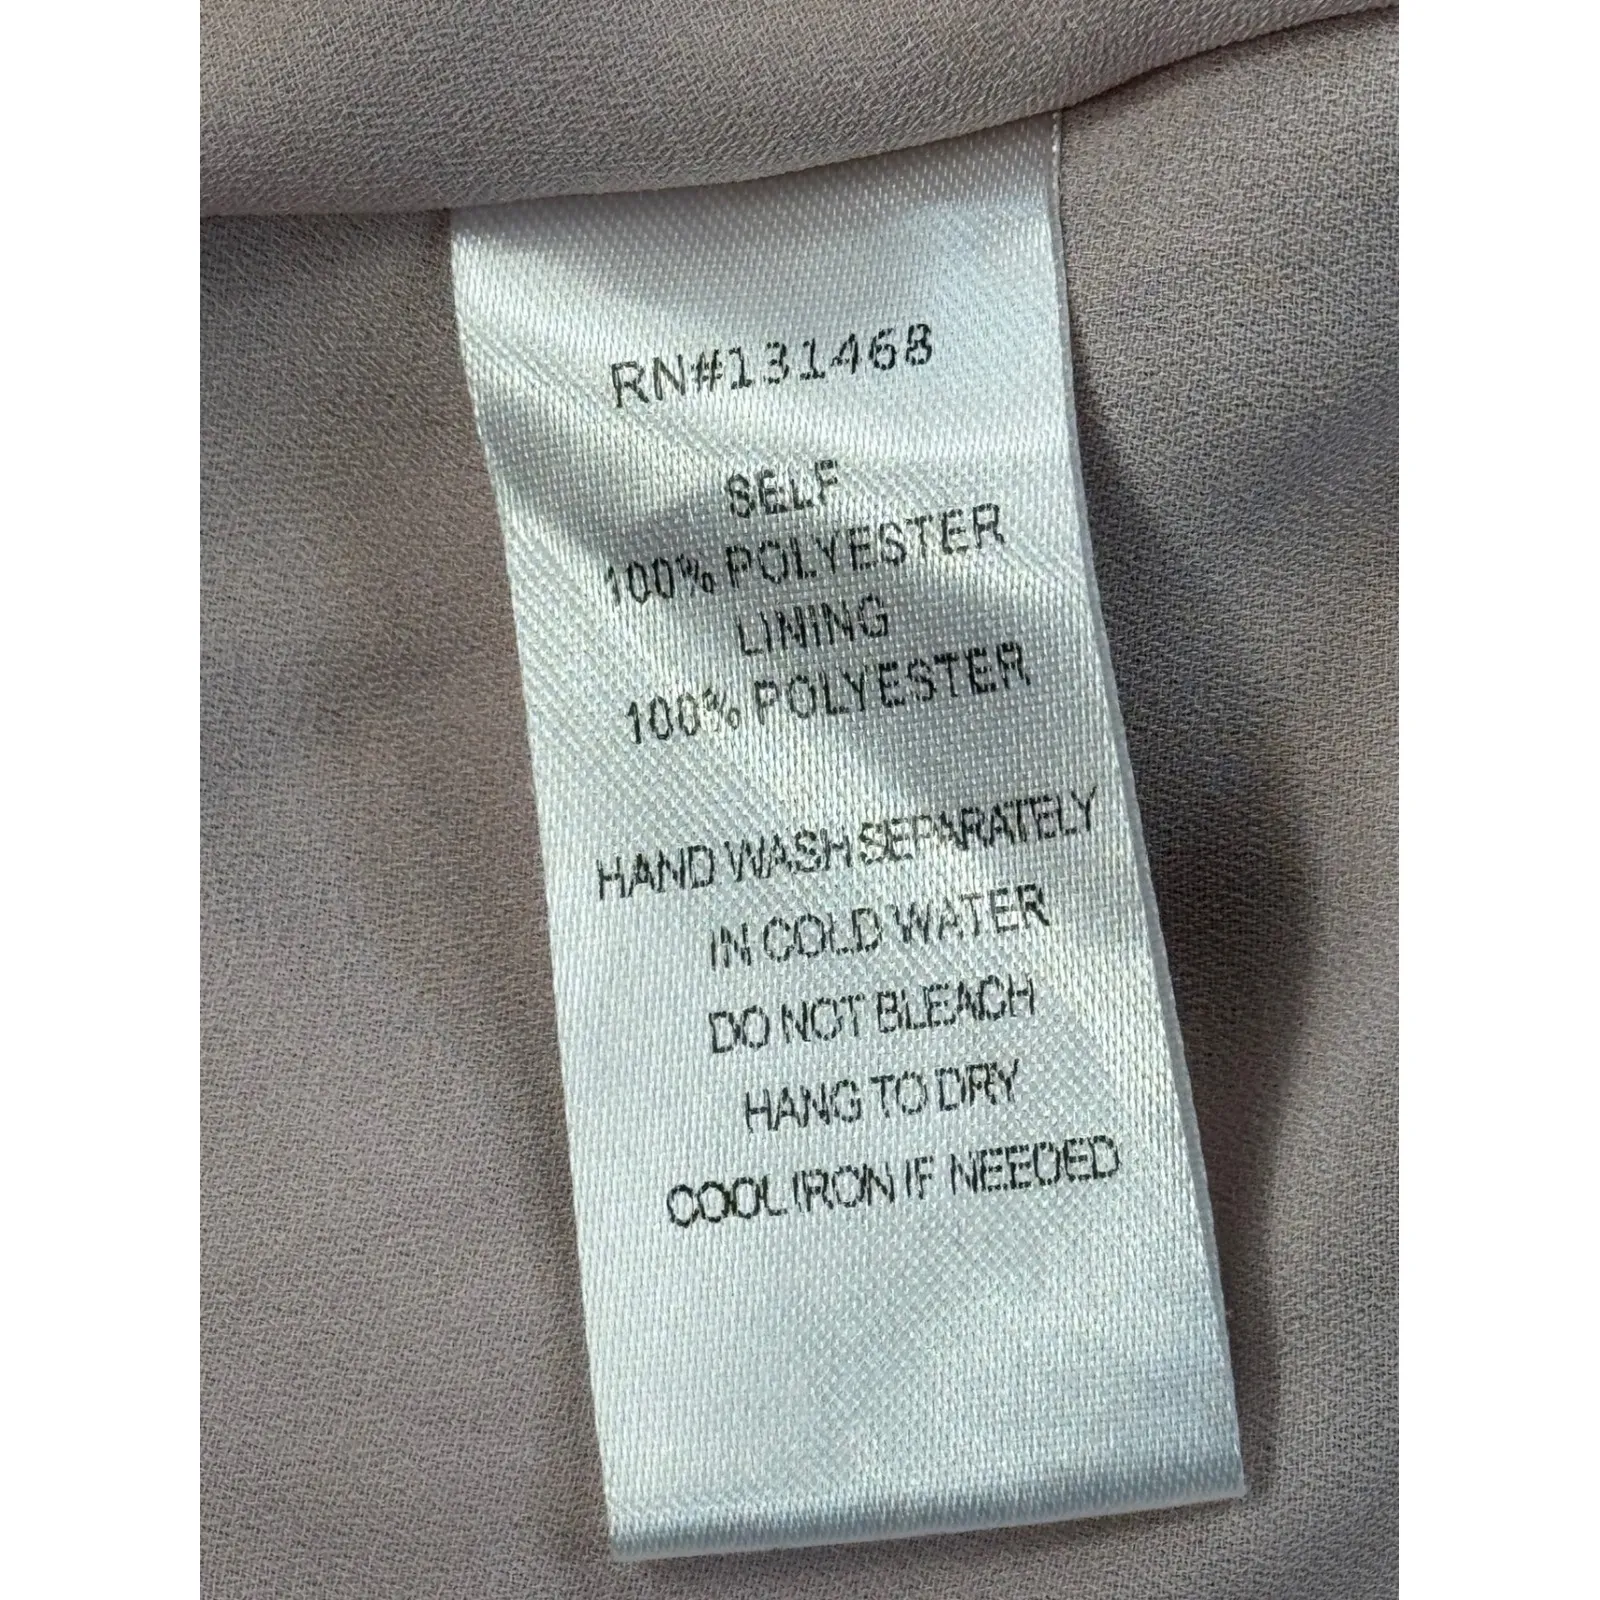 RN#131468
SELF
100% POLYESTER
LINING
100% POLYESTER
HAND WASH SEPARATELY
IN COLD WATER
DO NOT BLEACH
HANG TO DRY
COOL IRON IF NEEDED